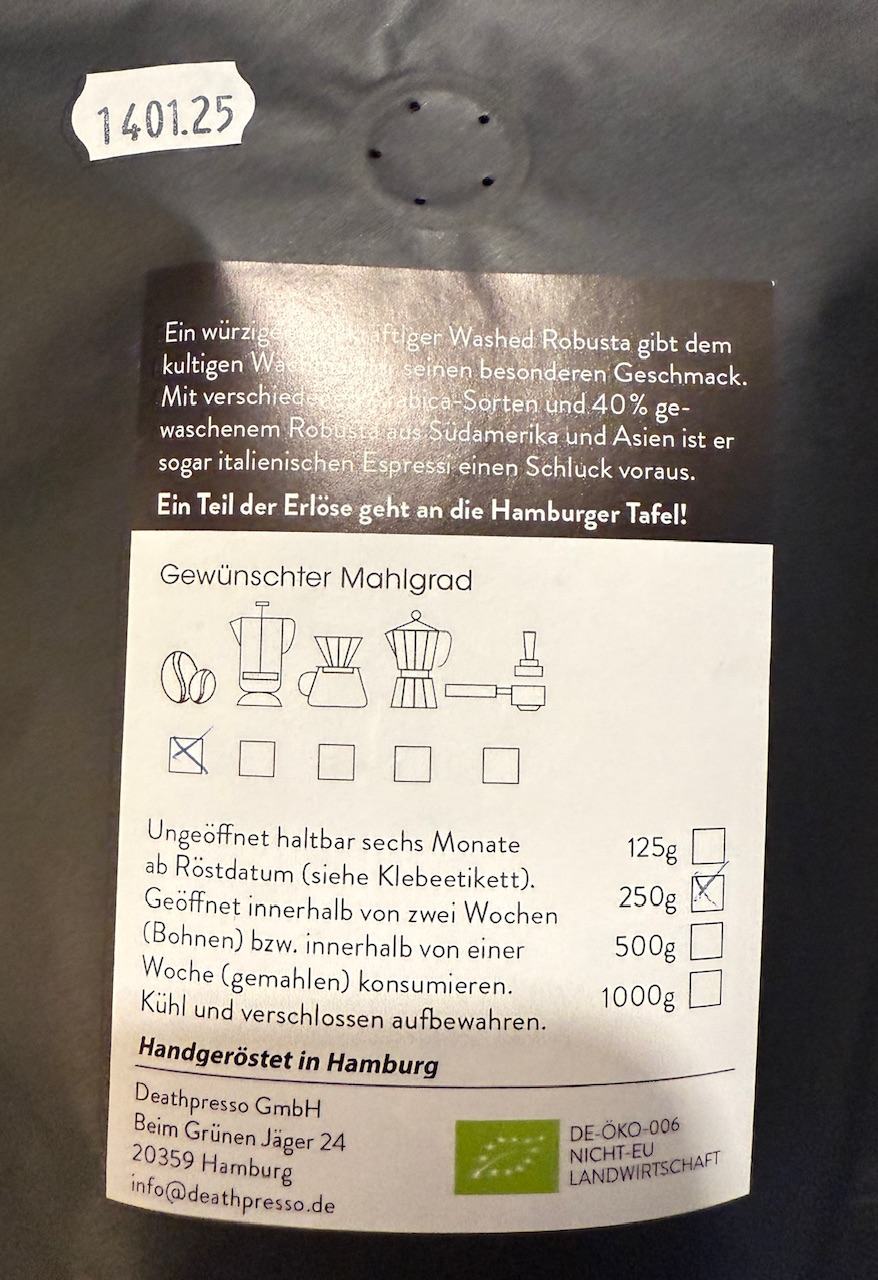 1401.25
Ein würzige kräftiger Washed Robusta gibt dem
kultigen seinen besonderen Geschmack.
Mit Arabica-Sorten und 40% ge-
waschenem Robusta aus Südamerika und Asien ist er
sogar italienischen Espressi einen Schluck voraus.
Ein Teil der Erlöse geht an die Hamburger Tafel!
Gewünschter Mahlgrad
Ungeöffnet haltbar sechs Monate
ab Röstdatum (siehe Klebeetikett).
Geöffnet innerhalb von zwei Wochen
(Bohnen) bzw. innerhalb von einer
Woche (gemahlen) konsumieren.
Kühl und verschlossen aufbewahren.
125g
250g
500g
1000g
Handgeröstet in Hamburg
Deathpresso GmbH
Beim Grünen Jäger 24
20359 Hamburg
info@deathpresso.de
DE-ÖKO-006
NICHT-EU
LANDWIRTSCHAFT